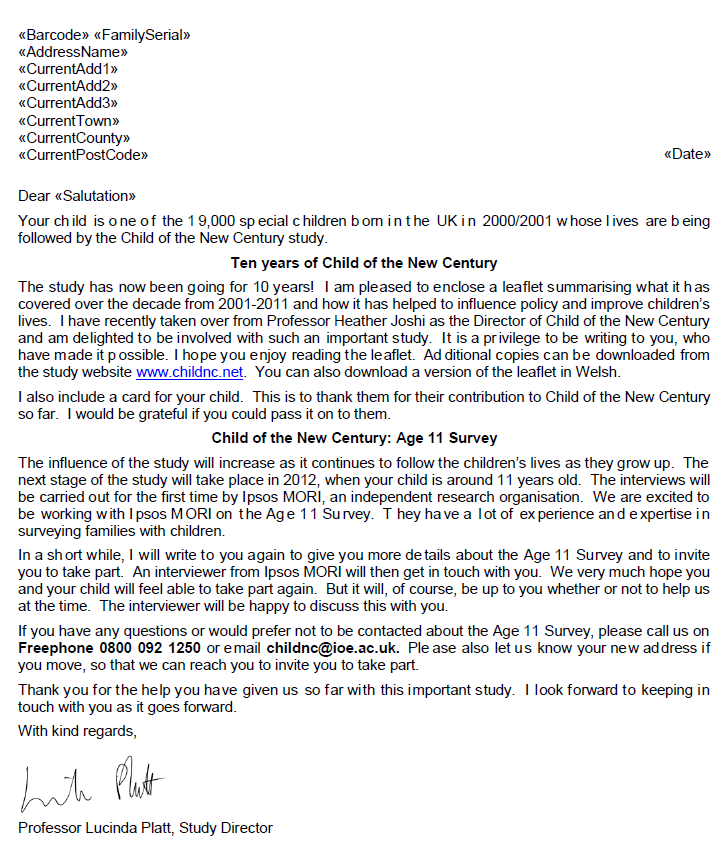 «Barcode» «FamilySerial»
«AddressName»
«CurrentAdd1»
«CurrentAdd2»
«CurrentAdd3»
«CurrentTown»
«CurrentCounty»
«CurrentPostCode» «Date»
Dear «Salutation»
Your child is one of the 19,000 special children born in the UK in 2000/2001 whose lives are being
followed by the Child of the New Century study.
Ten years of Child of the New Century
The study has now been going for 10 years! I am pleased to enclose a leaflet summarising what it has
covered over the decade from 2001-2011 and how it has helped to influence policy and improve children's
lives. I have recently taken over from Professor Heather Joshi as the Director of Child of the New Century
and am delighted to be involved with such an important study. It is a privilege to be writing to you, who
have made it possible. I hope you enjoy reading the leaflet. Additional copies can be downloaded from
the study website www.childnc.net. You can also download a version of the leaflet in Welsh.
I also include a card for your child. This is to thank them for their contribution to Child of the New Century
so far. I would be grateful if you could pass it on to them.
Child of the New Century: Age 11 Survey
The influence of the study will increase as it continues to follow the children's lives as they grow up. The
next stage of the study will take place in 2012, when your child is around 11 years old. The interviews will
be carried out for the first time by Ipsos MORI, an independent research organisation. We are excited to
be working with Ipsos MORI on the Age 11 Survey. They have a lot of experience and expertise in
surveying families with children.
In a short while, I will write to you again to give you more details about the Age 11 Survey and to invite
you to take part. An interviewer from Ipsos MORI will then get in touch with you. We very much hope you
and your child will feel able to take part again. But it will, of course, be up to you whether or not to help us
at the time. The interviewer will be happy to discuss this with you.
If you have any questions or would prefer not to be contacted about the Age 11 Survey, please call us on
Freephone 0800 092 1250 or email childnc@ioe.ac.uk. Please also let us know your new address if
you move, so that we can reach you to invite you to take part.
Thank you for the help you have given us so far with this important study. I look forward to keeping in
touch with you as it goes forward.
With kind regards,
Professor Lucinda Platt, Study Director